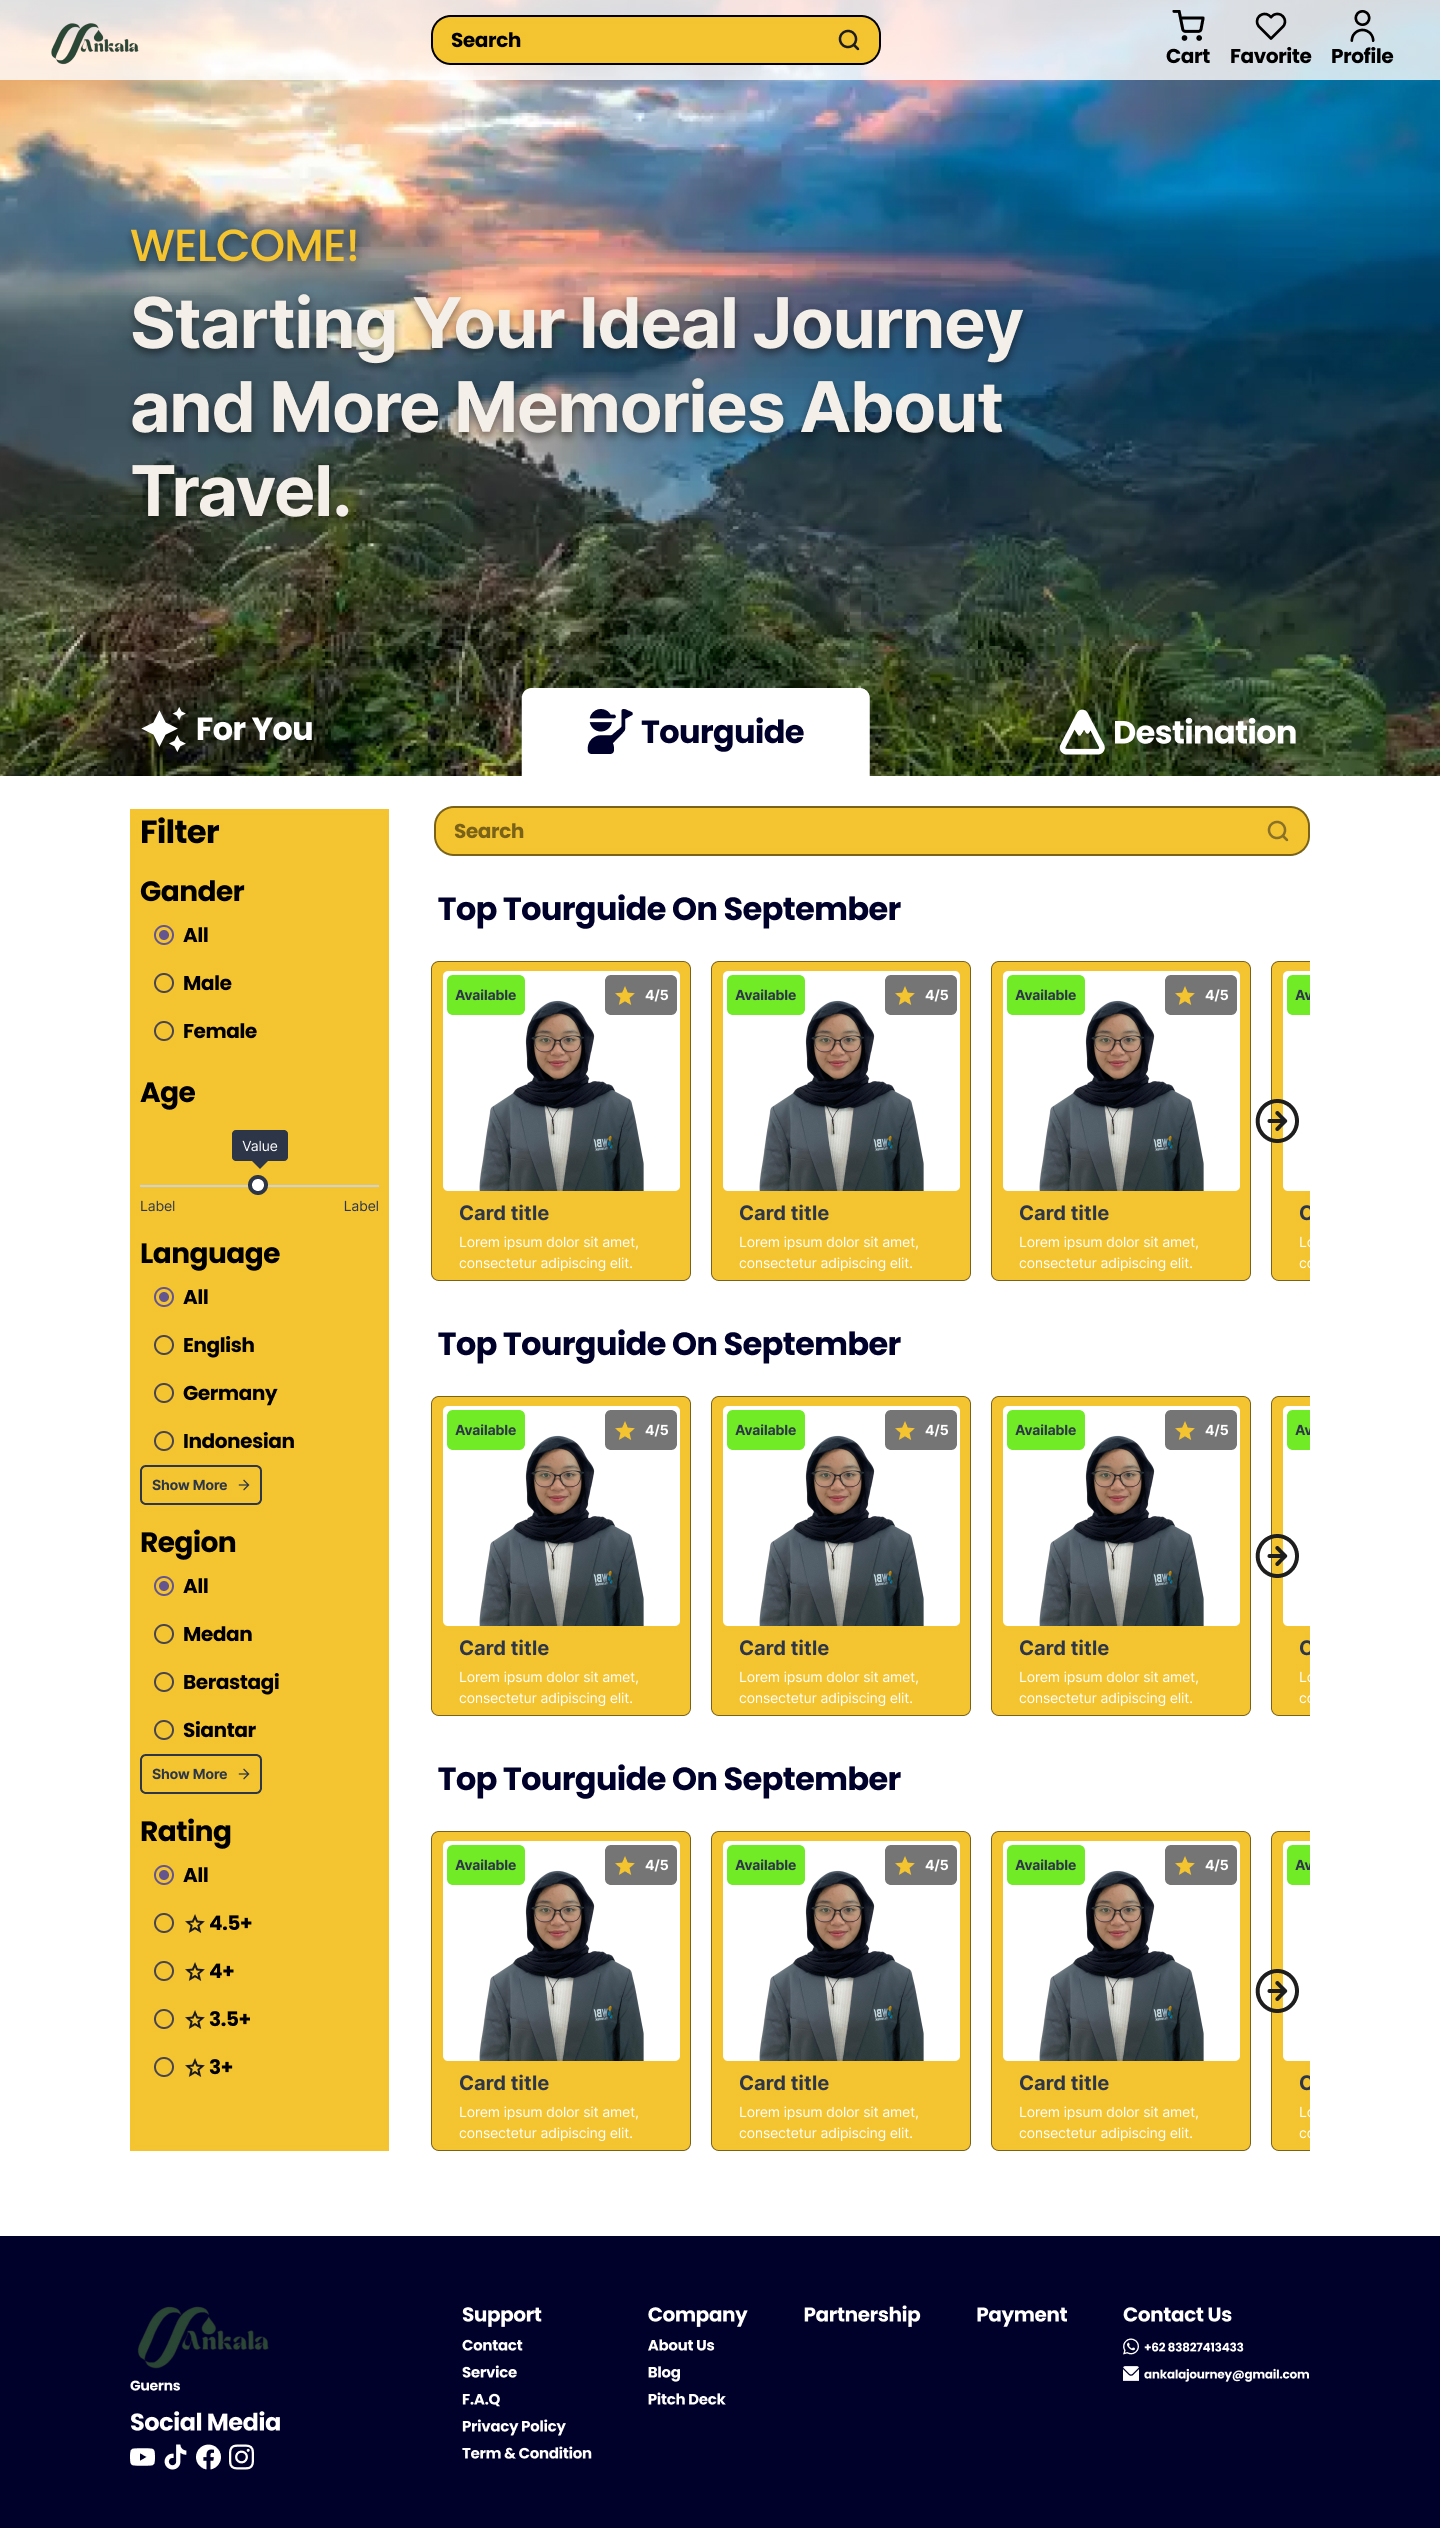 Ankala
Search
Cart
Favorite
Profile
WELCOME!
Starting Your Ideal Journey
and More Memories About
Travel.
For You
Tourguide
Destination
Filter
Gander
All
Male
Female
Age
Value
Label
Label
Language
All
English
Germany
Indonesian
Show More
Region
All
Medan
Berastagi
Siantar
Show More
Rating
All
4.5+
4+
3.5+
3+
Search
Top Tourguide On September
Available
4/5
Card title
Lorem ipsum dolor sit amet,
consectetur adipiscing elit.
Available
4/5
Card title
Lorem ipsum dolor sit amet,
consectetur adipiscing elit.
Available
4/5
Card title
Lorem ipsum dolor sit amet,
consectetur adipiscing elit.
Top Tourguide On September
Available
4/5
Card title
Lorem ipsum dolor sit amet,
consectetur adipiscing elit.
Available
4/5
Card title
Lorem ipsum dolor sit amet,
consectetur adipiscing elit.
Available
4/5
Card title
Lorem ipsum dolor sit amet,
consectetur adipiscing elit.
Top Tourguide On September
Available
4/5
Card title
Lorem ipsum dolor sit amet,
consectetur adipiscing elit.
Available
4/5
Card title
Lorem ipsum dolor sit amet,
consectetur adipiscing elit.
Available
4/5
Card title
Lorem ipsum dolor sit amet,
consectetur adipiscing elit.
Ankala
Guerns
Social Media
Support
Contact
Service
F.A.Q
Privacy Policy
Term & Condition
Company
About Us
Blog
Pitch Deck
Partnership
Payment
Contact Us
+62 83827413433
ankalajourney@gmail.com